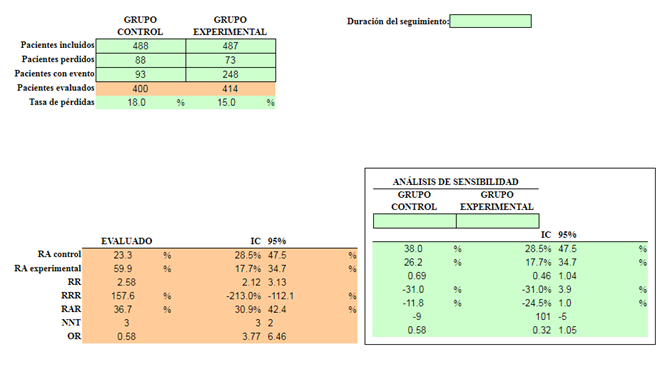 GRUPO CONTROL GRUPO EXPERIMENTAL
Duración del seguimiento:
Pacientes incluidos 488 487
Pacientes perdidos 88 73
Pacientes con evento 93 248
Pacientes evaluados 400 414
Tasa de pérdidas 18.0 % 15.0 %
EVALUADO IC 95%
RA control 23.3 % 28.5% 47.5 %
RA experimental 59.9 % 17.7% 34.7 %
RR 2.58 2.12 3.13
RRR 157.6 % -213.0% -112.1 %
RAR 36.7 % 30.9% 42.4 %
NNT 3 3 2
OR 0.58 3.77 6.46
ANÁLISIS DE SENSIBILIDAD
GRUPO CONTROL GRUPO EXPERIMENTAL
IC 95%
38.0 % 28.5% 47.5 %
26.2 % 17.7% 34.7 %
0.69 0.46 1.04
-31.0 % -31.0% 3.9 %
-11.8 % -24.5% 1.0 %
-9 101 -5
0.58 0.32 1.05